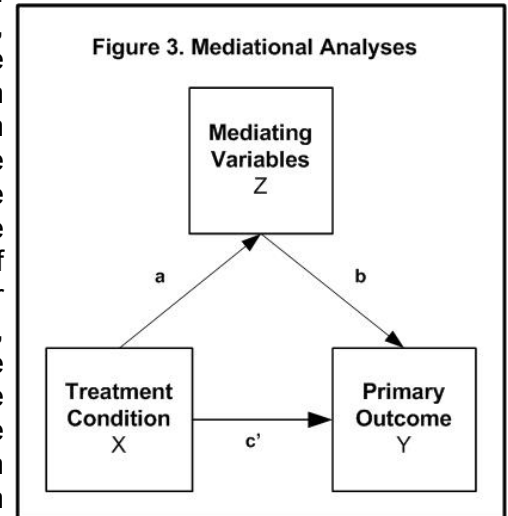 Figure 3. Mediational Analyses
Mediating
Variables
Z
a
b
Treatment
Condition
X
c’
Primary
Outcome
Y